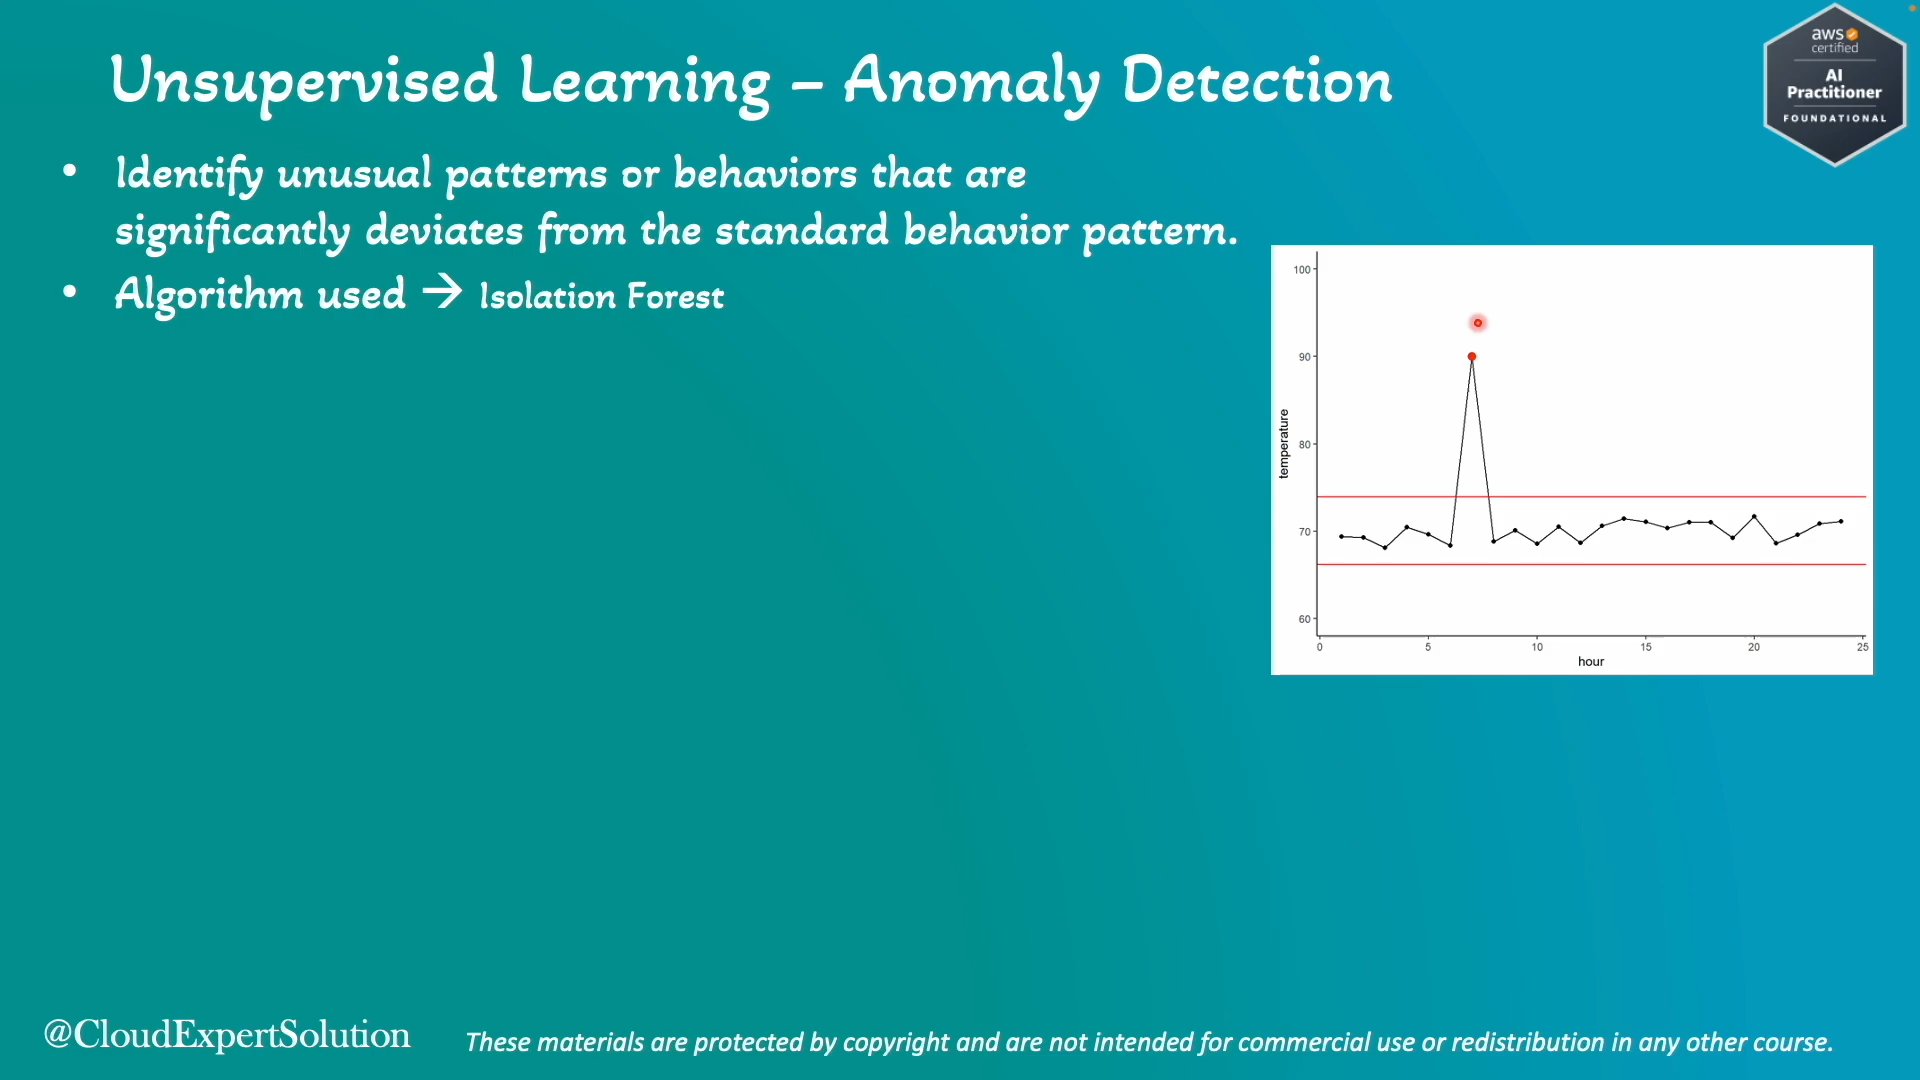 Unsupervised Learning – Anomaly Detection
aws
certified
AI
Practitioner
FOUNDATIONAL
• Identify unusual patterns or behaviors that are
significantly deviates from the standard behavior pattern.
• Algorithm used → Isolation Forest
100
90
80
70
60
temperature
0 5 10 15 20 25
hour
@CloudExpertSolution
These materials are protected by copyright and are not intended for commercial use or redistribution in any other course.